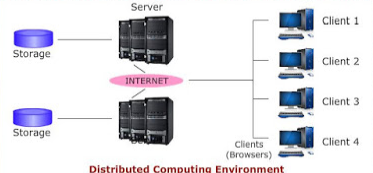 Server
Client 1
Storage
Client 2
INTERNET
Client 3
Storage
Clients
(Browsers)
Client 4
Distributed Computing Environment